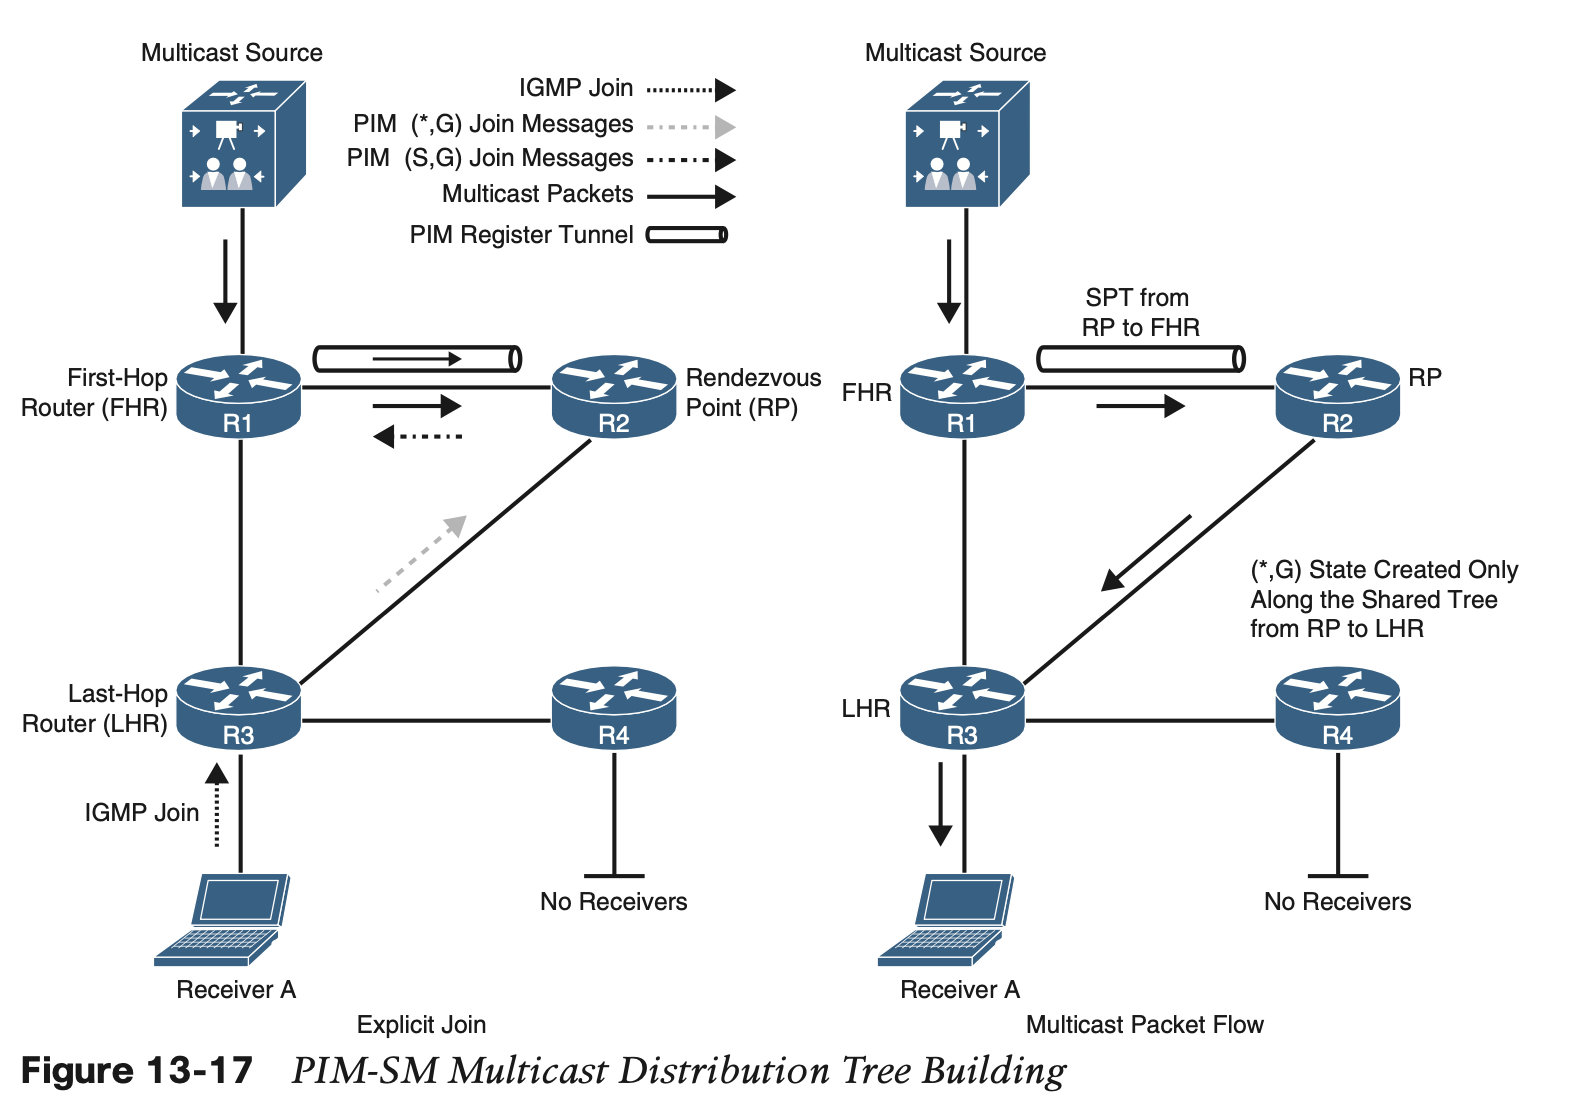 Multicast Source
IGMP Join
PIM (*,G) Join Messages
PIM (S,G) Join Messages
Multicast Packets
PIM Register Tunnel
First-Hop
Router (FHR)
R1
R2
Rendezvous
Point (RP)
Last-Hop
Router (LHR)
R3
R4
IGMP Join
No Receivers
Receiver A
Explicit Join
Multicast Source
SPT from
RP to FHR
FHR
R1
R2
RP
(*,G) State Created Only
Along the Shared Tree
from RP to LHR
LHR
R3
R4
No Receivers
Receiver A
Multicast Packet Flow
Figure 13-17 PIM-SM Multicast Distribution Tree Building